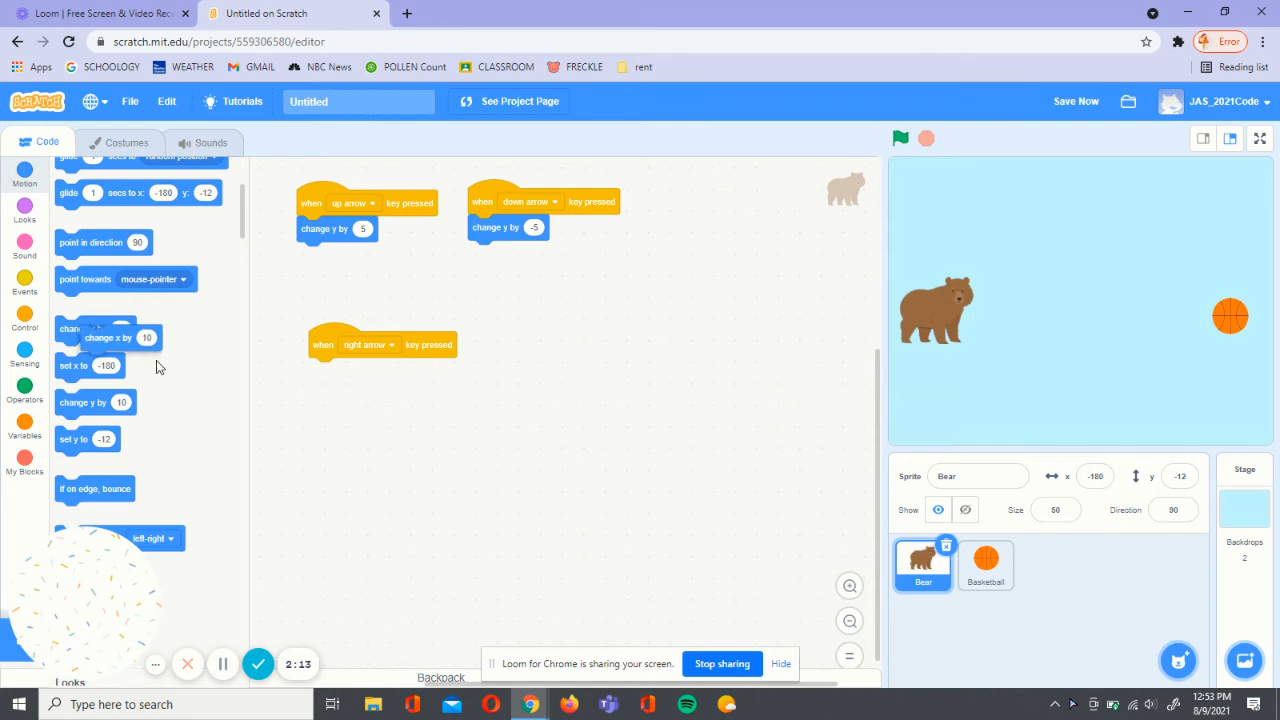 Loom | Free Screen & Video Rec
Untitled on Scratch
scratch.mit.edu/projects/559306580/editor
Error
Apps
SCHOOLOGY
WEATHER
GMAIL
NBC News
POLLEN Count
CLASSROOM
FRECKLE
rent
Reading list
SCRATCH
File
Edit
Tutorials
Untitled
See Project Page
Save Now
JAS_2021Code
Code
Costumes
Sounds
Motion
Looks
Sound
Events
Control
Sensing
Operators
Variables
My Blocks
glide 1 secs to random position
glide 1 secs to x: -180 y: -12
point in direction 90
point towards mouse-pointer
change x by 10
set x to -180
change y by 10
set y to -12
if on edge, bounce
left-right
Looks
when up arrow key pressed
change y by 5
when down arrow key pressed
change y by -5
when right arrow key pressed
Sprite
Bear
x
-180
y
-12
Show
Size
50
Direction
90
Bear
Basketball
Stage
Backdrops
2
2:13
Loom for Chrome is sharing your screen.
Stop sharing
Hide
Backpack
Type here to search
12:53 PM
8/9/2021